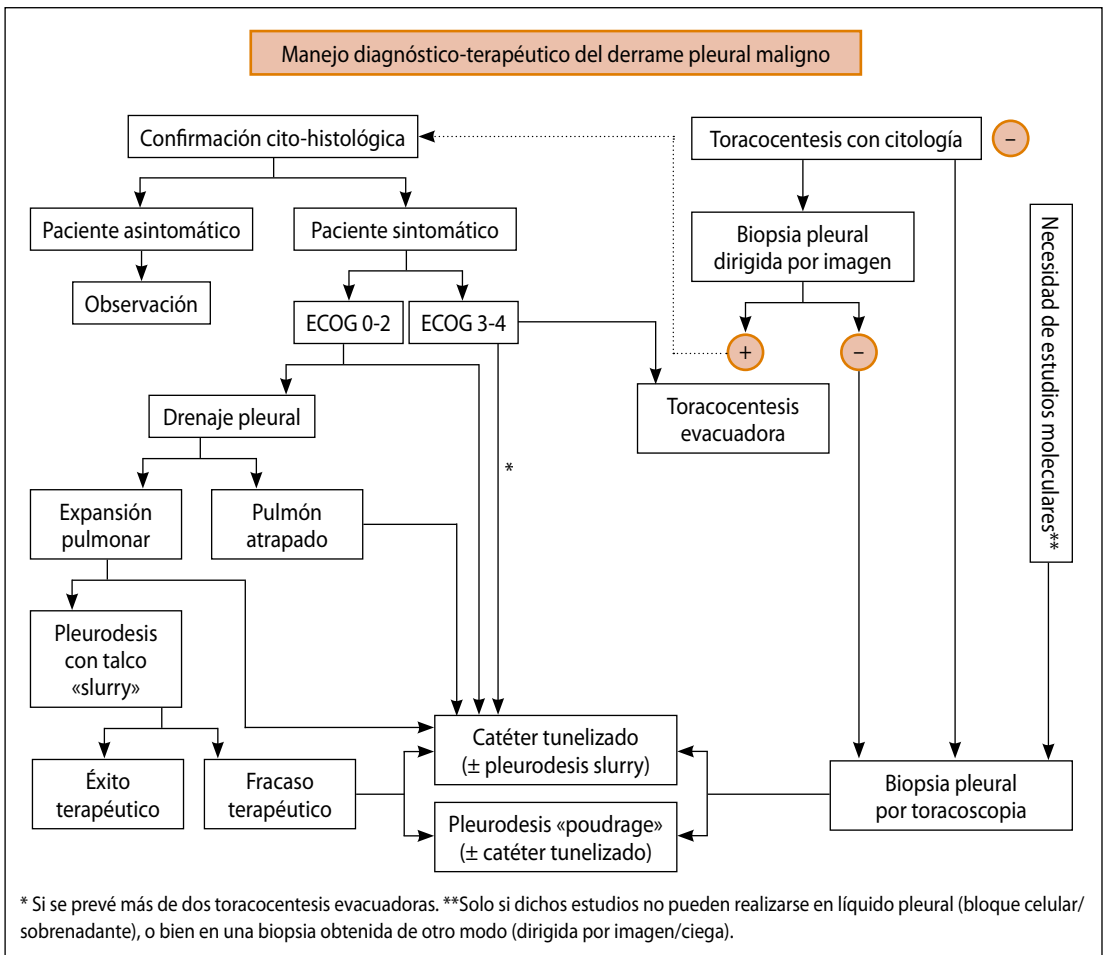 Manejo diagnóstico-terapéutico del derrame pleural maligno
Confirmación cito-histológica
Toracocentesis con citología
–
Paciente asintomático
Paciente sintomático
Biopsia pleural
dirigida por imagen
Necesidad de estudios moleculares**
Observación
ECOG 0-2
ECOG 3-4
+
–
Toracocentesis
evacuadora
Drenaje pleural
*
Expansión
pulmonar
Pulmón
atrapado
Pleurodesis
con talco
«slurry»
Catéter tunelizado
(± pleurodesis slurry)
Éxito
terapéutico
Fracaso
terapéutico
Biopsia pleural
por toracoscopia
Pleurodesis «poudrage»
(± catéter tunelizado)
* Si se prevé más de dos toracocentesis evacuadoras. **Solo si dichos estudios no pueden realizarse en líquido pleural (bloque celular/
sobrenadante), o bien en una biopsia obtenida de otro modo (dirigida por imagen/ciega).